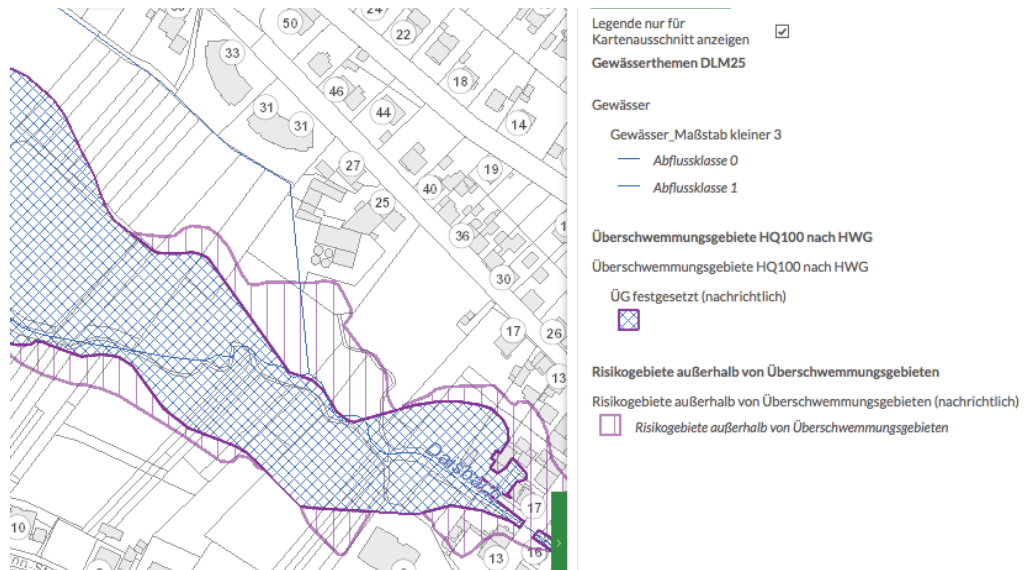 50
24
22
33
46
18
31
44
31
14
27
19
25
40
36
30
17
26
13
Daisbach
17
10
16
13
Legende nur für
Kartenausschnitt anzeigen
Gewässerthemen DLM25
Gewässer
Gewässer_Maßstab kleiner 3
Abflussklasse 0
Abflussklasse 1
Überschwemmungsgebiete HQ100 nach HWG
Überschwemmungsgebiete HQ100 nach HWG
ÜG festgesetzt (nachrichtlich)
Risikogebiete außerhalb von Überschwemmungsgebieten
Risikogebiete außerhalb von Überschwemmungsgebieten (nachrichtlich)
Risikogebiete außerhalb von Überschwemmungsgebieten